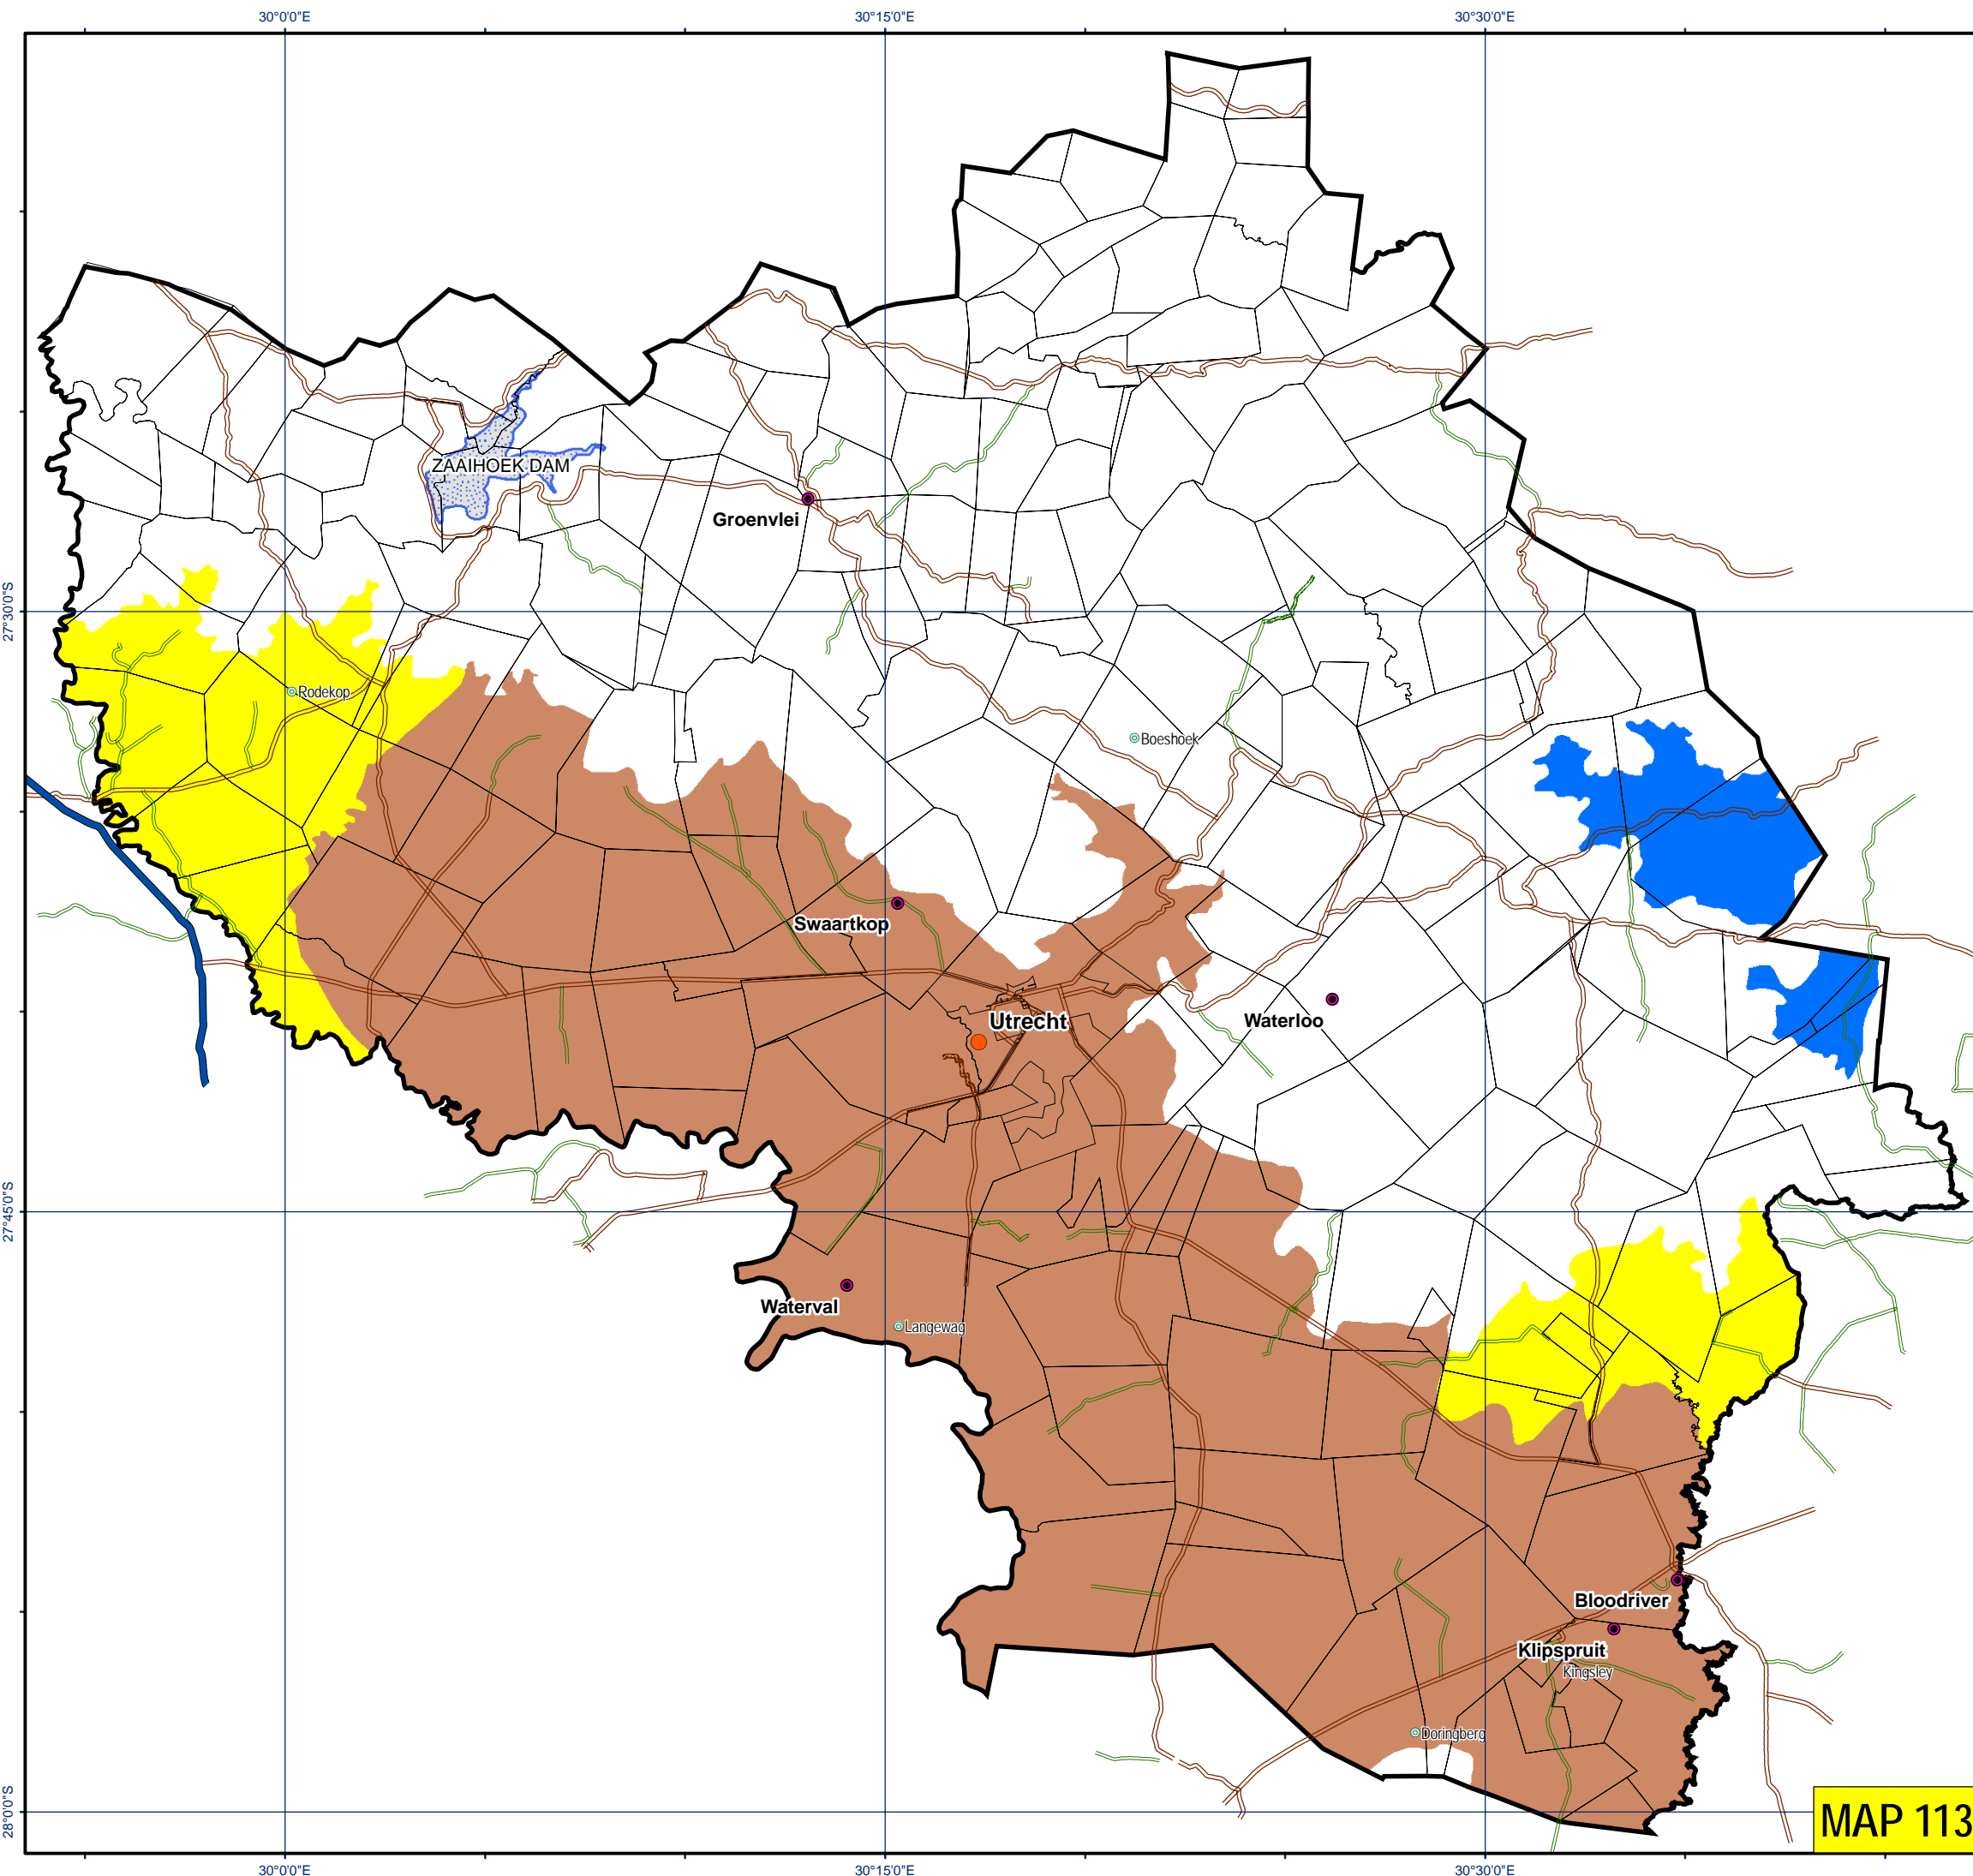 30°0'0"E
30°15'0"E
30°30'0"E
ZAAIHOEK DAM
Groenvlei
27°30'0"S
Rodekop
Boeshoek
Swaartkop
Utrecht
Waterloo
27°45'0"S
Waterval
Langewag
Bloodriver
Klipspruit
Kingsley
Doringberg
28°0'0"S
MAP 113
30°0'0"E
30°15'0"E
30°30'0"E